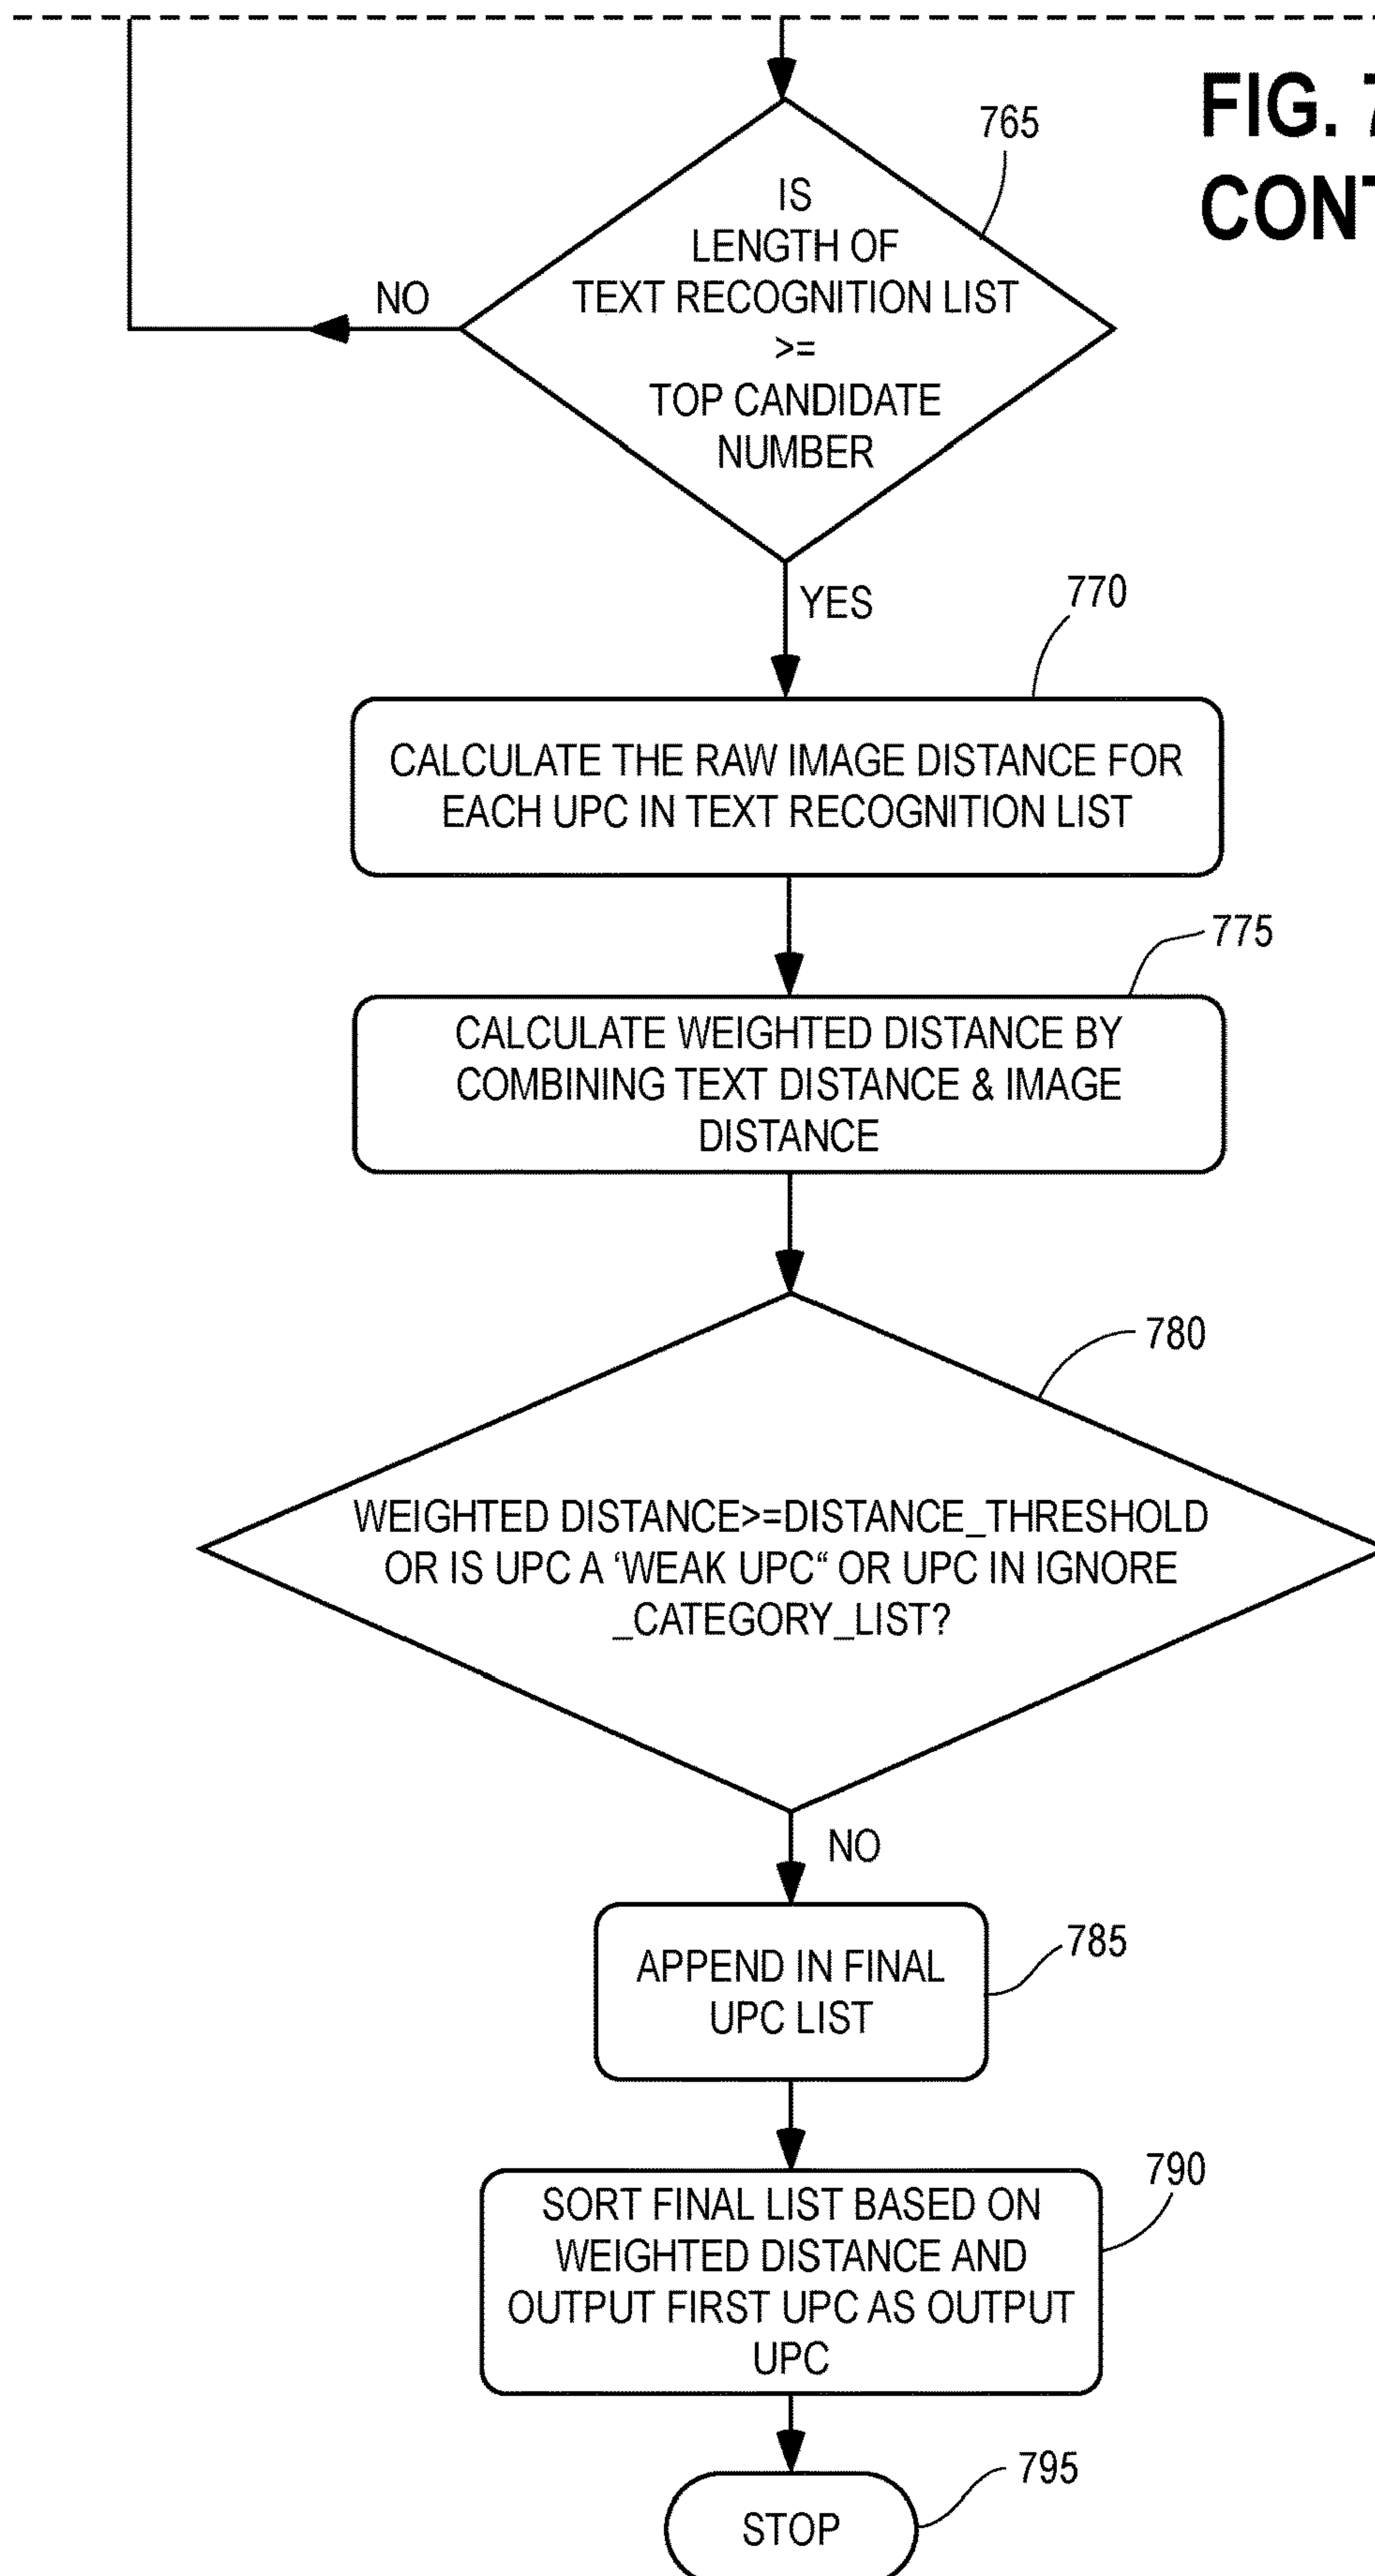 FIG. 7
CONT
765
IS
LENGTH OF
TEXT RECOGNITION LIST
>=
TOP CANDIDATE
NUMBER
NO
YES
770
CALCULATE THE RAW IMAGE DISTANCE FOR
EACH UPC IN TEXT RECOGNITION LIST
775
CALCULATE WEIGHTED DISTANCE BY
COMBINING TEXT DISTANCE & IMAGE
DISTANCE
780
WEIGHTED DISTANCE>=DISTANCE_THRESHOLD
OR IS UPC A ‘WEAK UPC“ OR UPC IN IGNORE
_CATEGORY_LIST?
NO
785
APPEND IN FINAL
UPC LIST
790
SORT FINAL LIST BASED ON
WEIGHTED DISTANCE AND
OUTPUT FIRST UPC AS OUTPUT
UPC
795
STOP